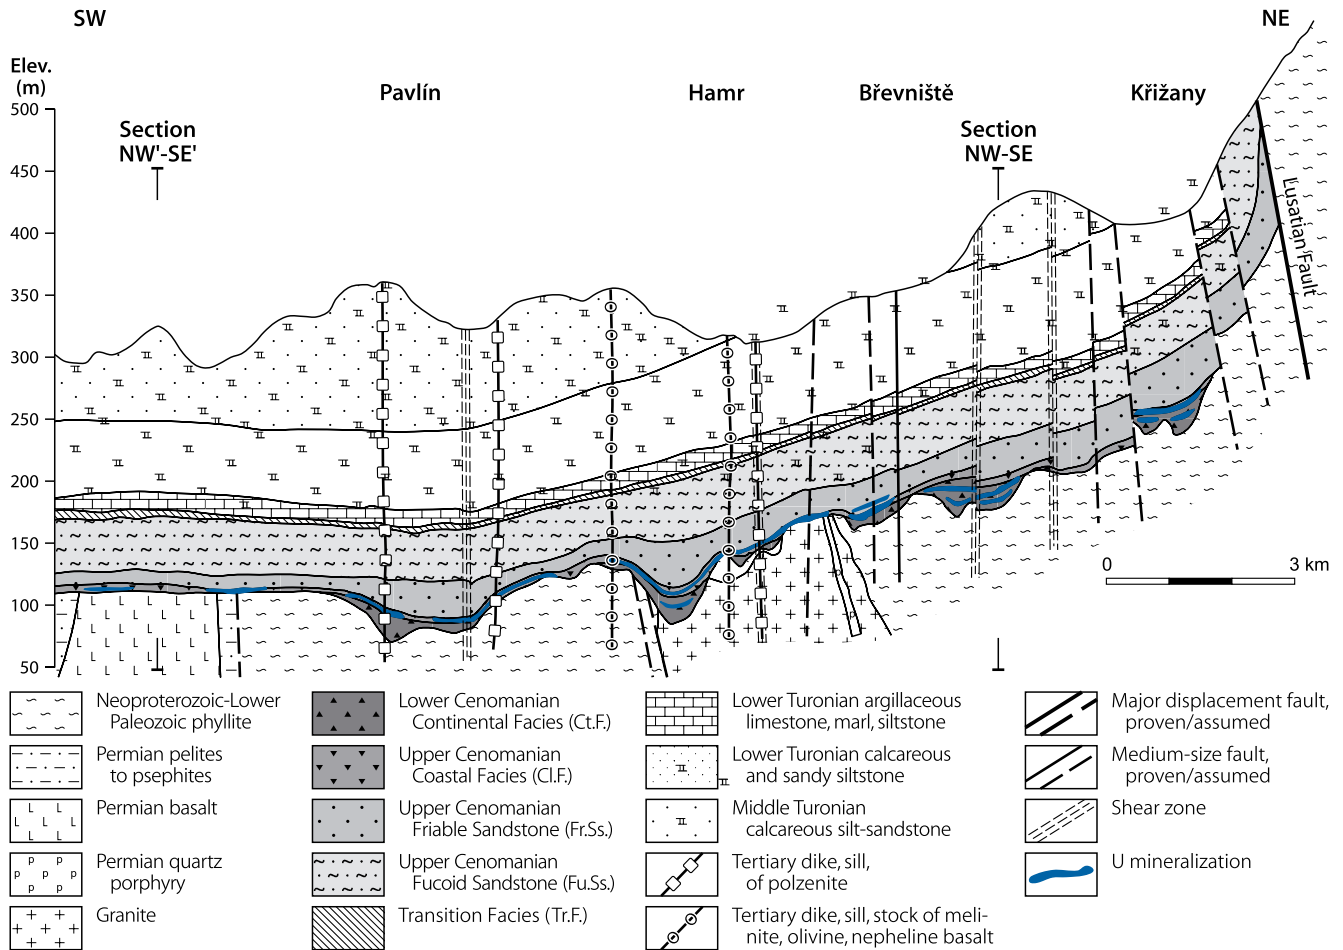 SW
NE
Elev.
(m)
Pavlín
Hamr
Břevniště
Křižany
500
Section
NW'-SE'
Section
NW-SE
450
400
350
300
250
200
150
100
50
Lusatian Fault
0
3 km
Neoproterozoic-Lower
Paleozoic phyllite
Permian pelites
to psephites
Permian basalt
Permian quartz
porphyry
Granite
Lower Cenomanian
Continental Facies (Ct.F.)
Upper Cenomanian
Coastal Facies (Cl.F.)
Upper Cenomanian
Friable Sandstone (Fr.Ss.)
Upper Cenomanian
Fucoid Sandstone (Fu.Ss.)
Transition Facies (Tr.F.)
Lower Turonian argillaceous
limestone, marl, siltstone
Lower Turonian calcareous
and sandy siltstone
Middle Turonian
calcareous silt-sandstone
Tertiary dike, sill,
of polzenite
Tertiary dike, sill, stock of meli-
nite, olivine, nepheline basalt
Major displacement fault,
proven/assumed
Medium-size fault,
proven/assumed
Shear zone
U mineralization